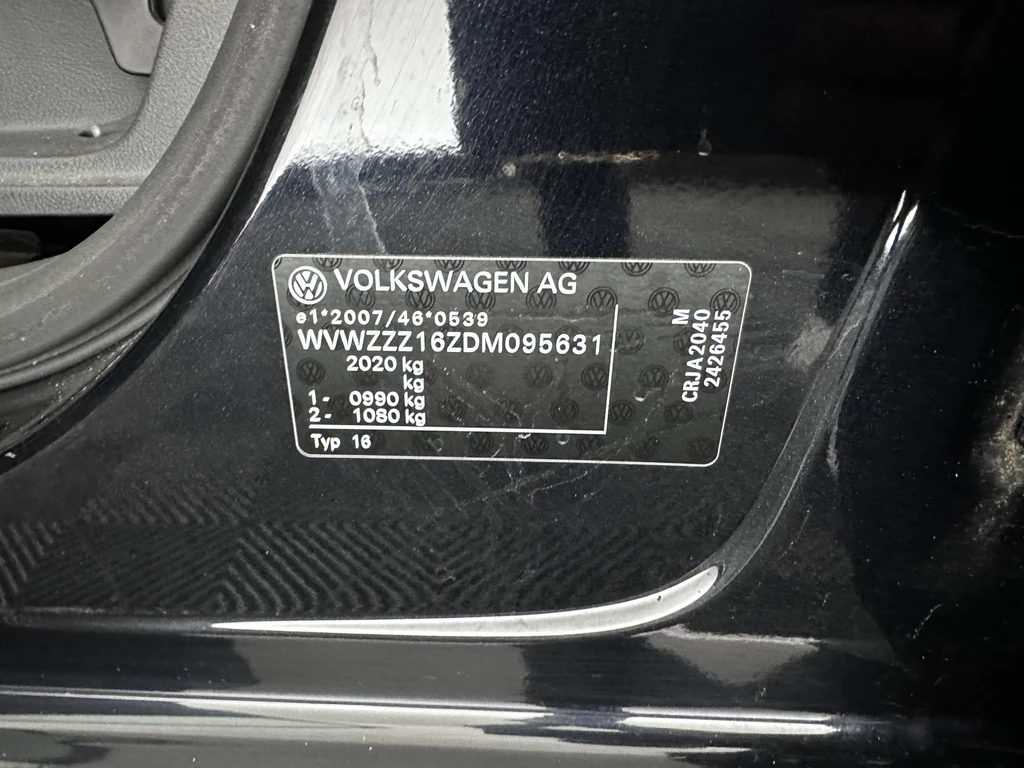 VOLKSWAGEN AG
e1*2007/46*0539
WVWZZZ16ZDM095631
2020 kg
kg
1- 0990 kg
2- 1080 kg
Typ 16
M
CRJA2040
2426455